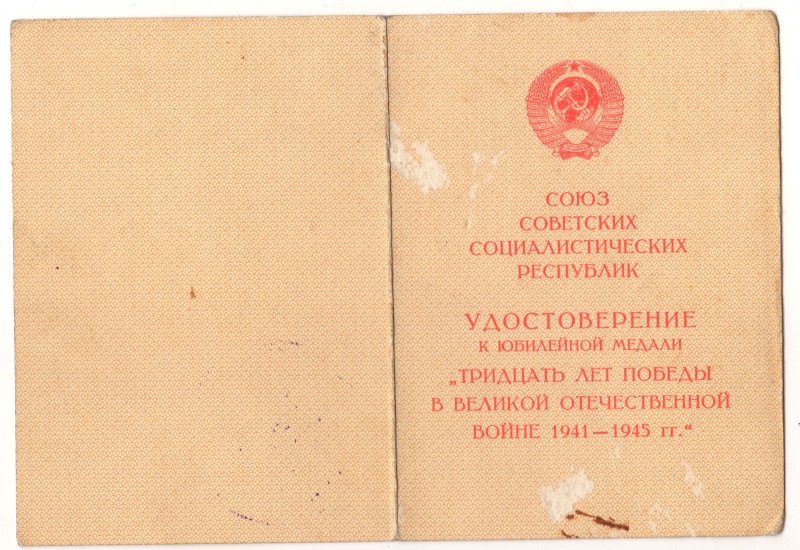 СОЮЗ
СОВЕТСКИХ
СОЦИАЛИСТИЧЕСКИХ
РЕСПУБЛИК
УДОСТОВЕРЕНИЕ
К ЮБИЛЕЙНОЙ МЕДАЛИ
„ТРИДЦАТЬ ЛЕТ ПОБЕДЫ
В ВЕЛИКОЙ ОТЕЧЕСТВЕННОЙ
ВОЙНЕ 1941—1945 гг.“